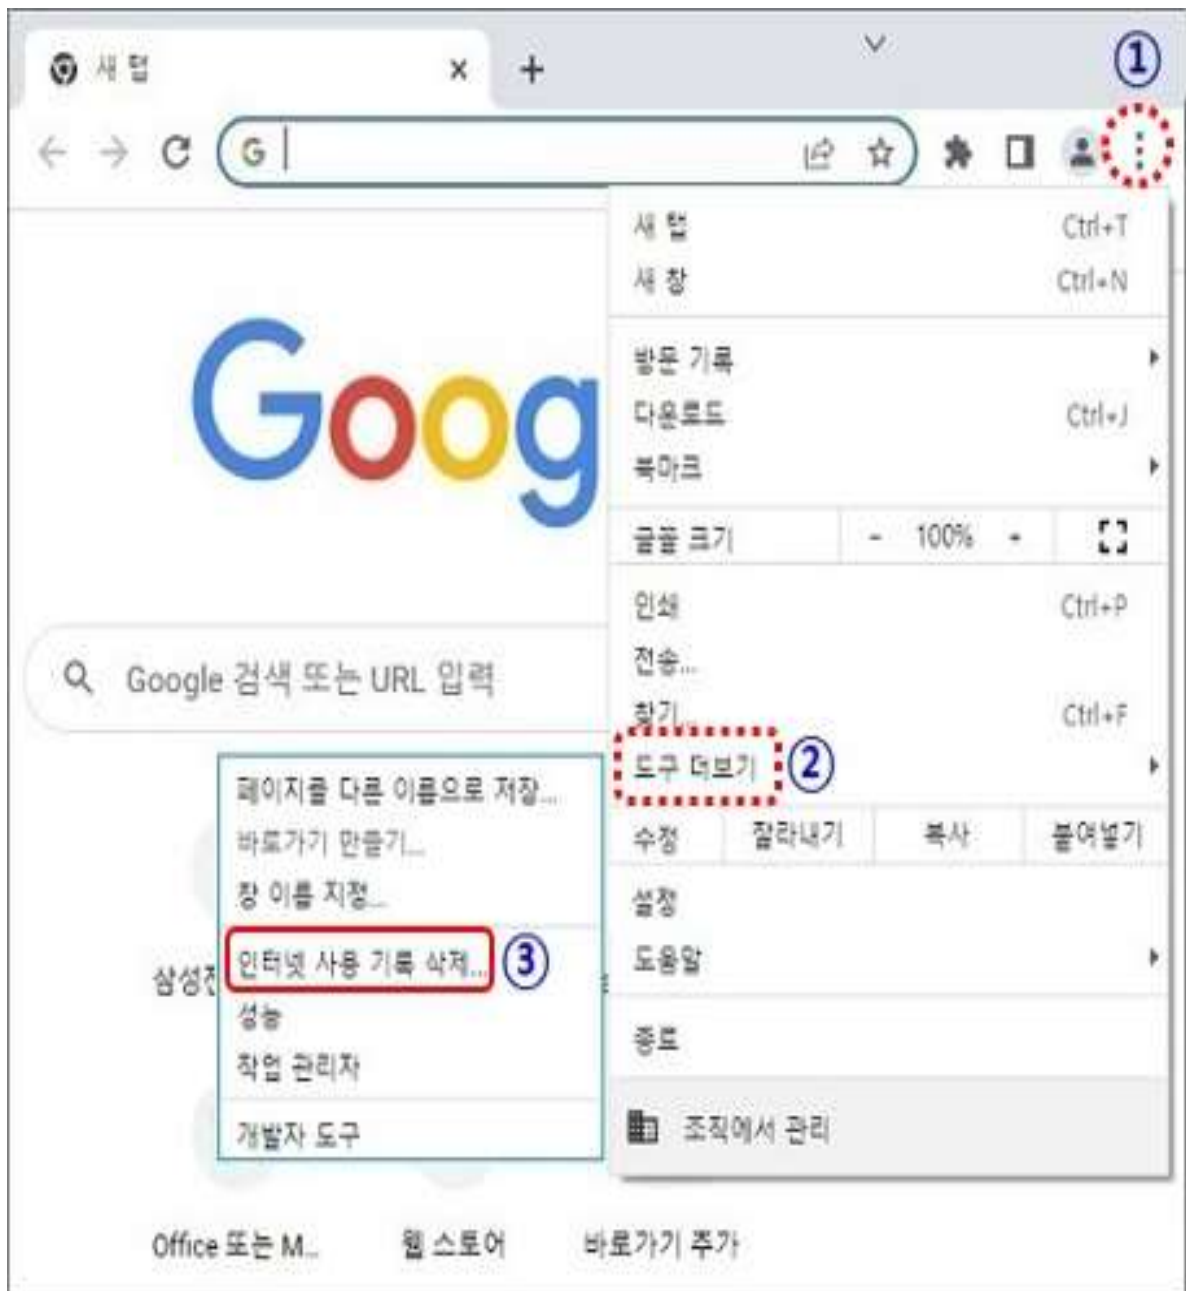 새 탭
①
G
새 탭 Ctrl+T
새 창 Ctrl+N
방문 기록
다운로드 Ctrl+J
북마크
글꼴 크기 - 100% +
인쇄 Ctrl+P
전송...
찾기... Ctrl+F
도구 더보기 ②
수정 잘라내기 복사 붙여넣기
설정
도움말
종료
조직에서 관리
Goog
Google 검색 또는 URL 입력
페이지를 다른 이름으로 저장...
바로가기 만들기...
창 이름 지정...
인터넷 사용 기록 삭제... ③
성능
작업 관리자
개발자 도구
삼성전
Office 또는 M...
웹 스토어
바로가기 추가